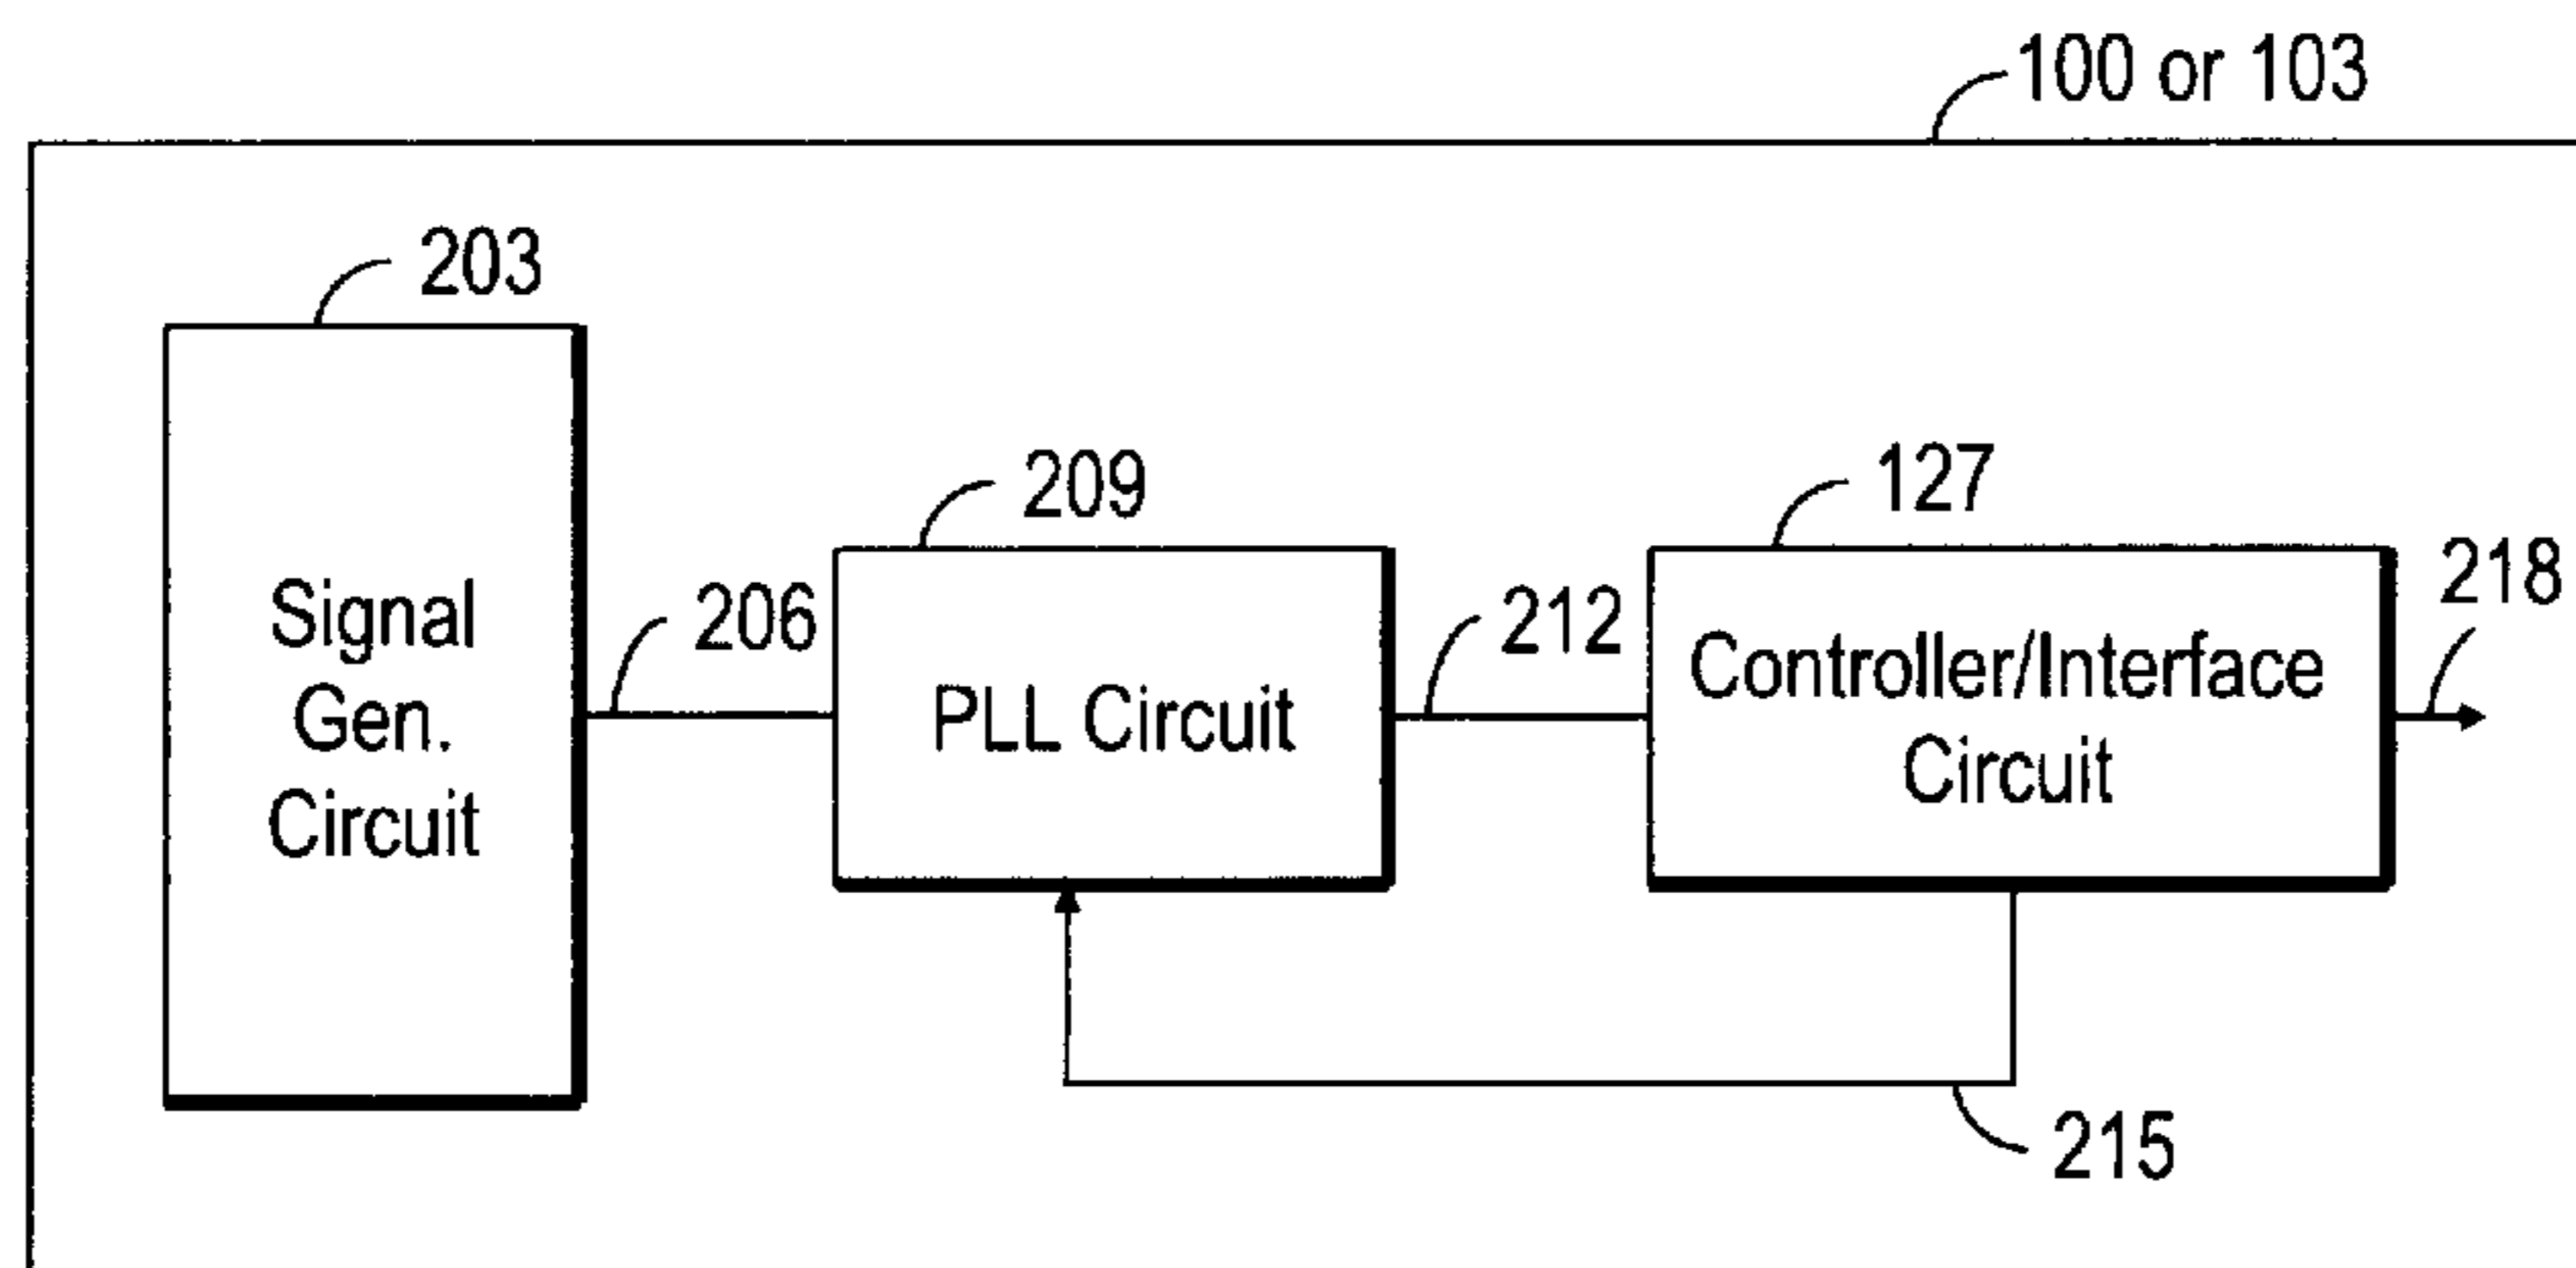 100 or 103
203
209
127
218
206
212
Signal
Gen.
Circuit
PLL Circuit
Controller/Interface
Circuit
215